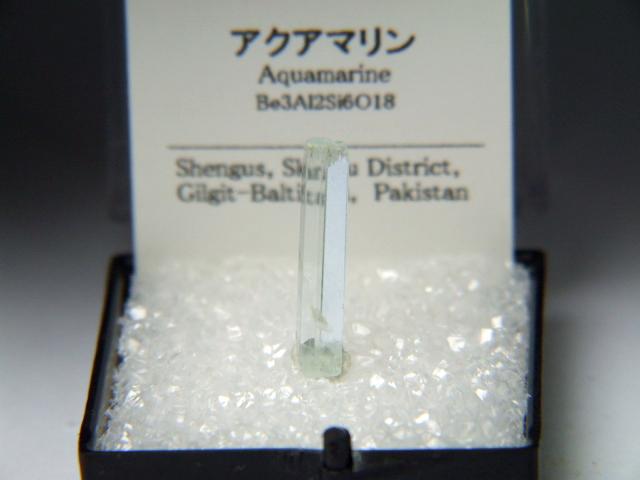 アクアマリン
Aquamarine
Be3Al2Si6O18
Shengus, District,
Pakistan